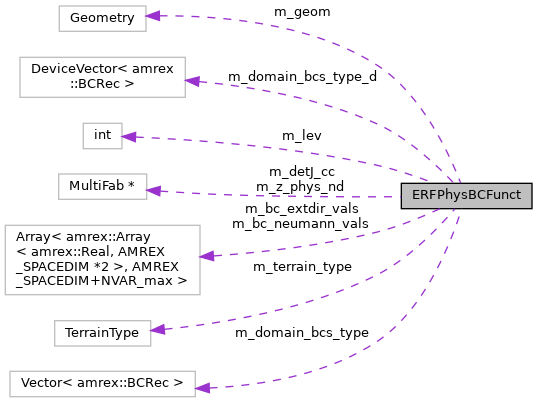 Geometry
m_geom
DeviceVector< amrex
::BCRec >
m_domain_bcs_type_d
int
m_lev
MultiFab *
m_detJ_cc
m_z_phys_nd
ERFPhysBCFunct
Array< amrex::Array
< amrex::Real, AMREX
_SPACEDIM *2 >, AMREX
_SPACEDIM+NVAR_max >
m_bc_extdir_vals
m_bc_neumann_vals
m_terrain_type
TerrainType
m_domain_bcs_type
Vector< amrex::BCRec >